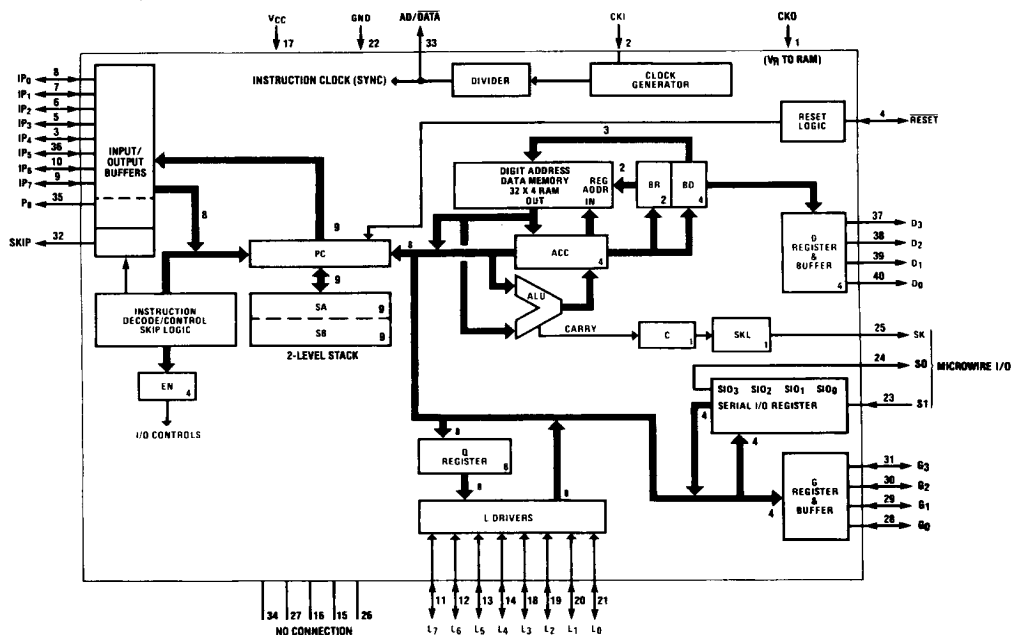 VCC GND AD/DATA CKI CKO
17 22 33 2 1
(VR TO RAM)
INSTRUCTION CLOCK (SYNC)
DIVIDER
CLOCK
GENERATOR
RESET
LOGIC
4 RESET
IP0 8
IP1 7
IP2 6
IP3 5
IP4 3
IP5 36
IP6 10
IP7 9
P8 35
SKIP 32
INPUT/
OUTPUT
BUFFERS
8
9
3
DIGIT ADDRESS
DATA MEMORY
32 X 4 RAM
OUT
REG
ADDR
IN
2
BR
2
BD
4
D
REGISTER
&
BUFFER
4
37 D3
38 D2
39 D1
40 D0
PC
8
ACC
4
9
SA 9
SB 9
2-LEVEL STACK
INSTRUCTION
DECODE/CONTROL
SKIP LOGIC
EN
4
I/O CONTROLS
ALU
CARRY
C
1
SKL
1
25 SK
24 SO
23 S1
MICROWIRE I/O
SIO3 SIO2 SIO1 SIO0
SERIAL I/O REGISTER
4
4
8
Q
REGISTER
8
8
8
L DRIVERS
4
G
REGISTER
&
BUFFER
31 G3
30 G2
29 G1
28 G0
11 12 13 14 18 19 20 21
L7 L6 L5 L4 L3 L2 L1 L0
34 27 16 15 26
NO CONNECTION